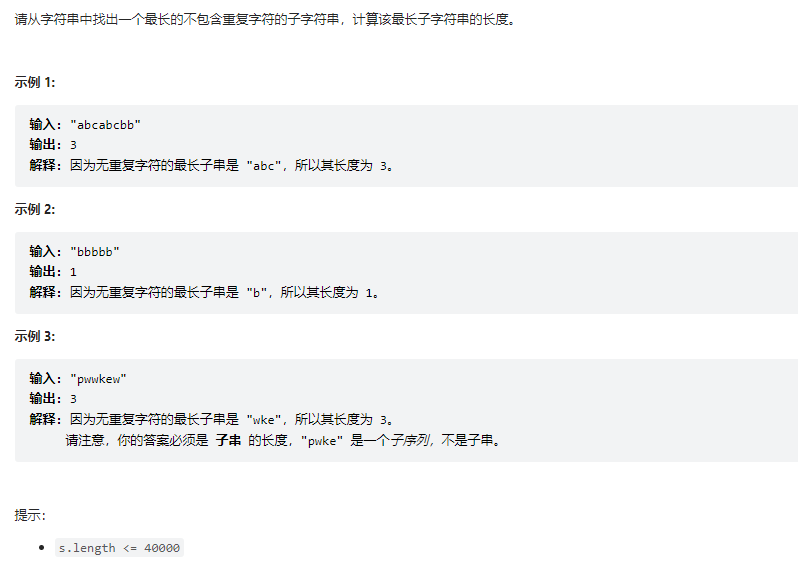 请从字符串中找出一个最长的不包含重复字符的子字符串，计算该最长子字符串的长度。
示例 1:
输入: "abcabcbb"
输出: 3
解释: 因为无重复字符的最长子串是 "abc"，所以其长度为 3。
示例 2:
输入: "bbbbb"
输出: 1
解释: 因为无重复字符的最长子串是 "b"，所以其长度为 1。
示例 3:
输入: "pwwkew"
输出: 3
解释: 因为无重复字符的最长子串是 "wke"，所以其长度为 3。
请注意，你的答案必须是 子串 的长度，"pwke" 是一个子序列，不是子串。
提示：
• s.length <= 40000